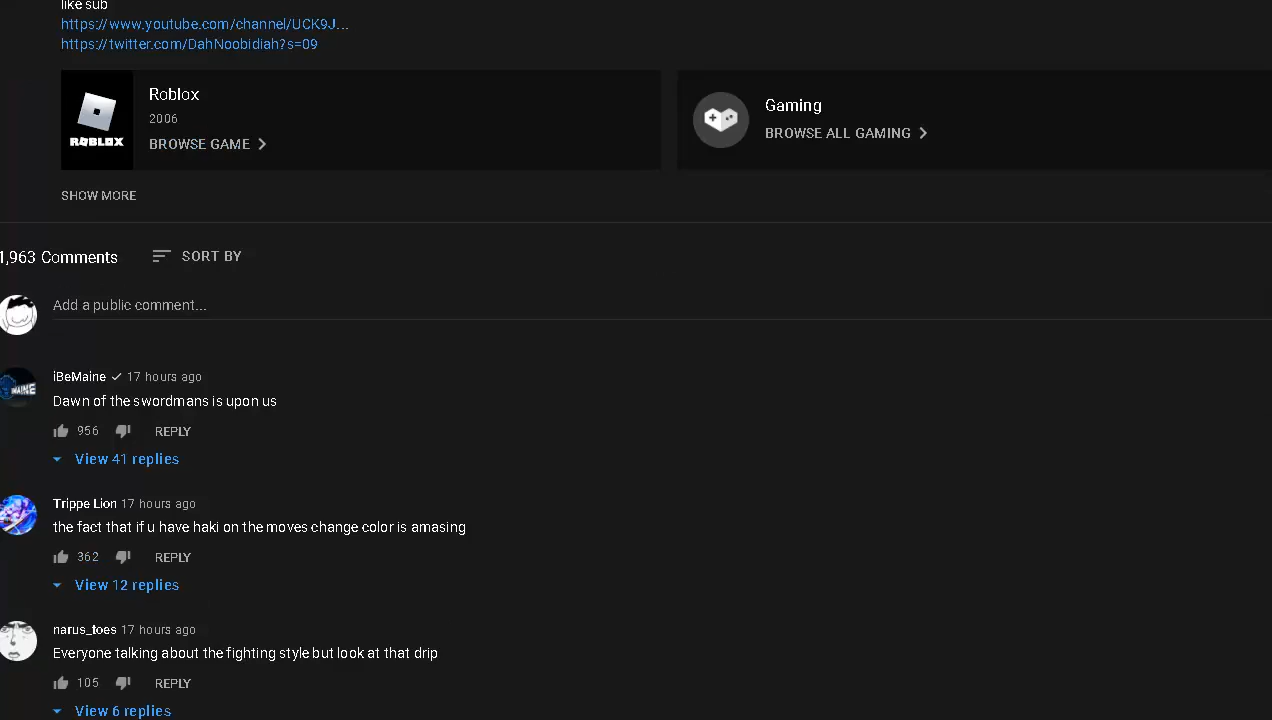 like sub
https://www.youtube.com/channel/UCK9J...
https://twitter.com/DahNoobidiah?s=09
ROBLOX
Roblox
2006
BROWSE GAME
Gaming
BROWSE ALL GAMING
SHOW MORE
1,963 Comments
SORT BY
Add a public comment...
MAINE
iBeMaine 17 hours ago
Dawn of the swordmans is upon us
956 REPLY
View 41 replies
Trippe Lion 17 hours ago
the fact that if u have haki on the moves change color is amasing
362 REPLY
View 12 replies
narus_toes 17 hours ago
Everyone talking about the fighting style but look at that drip
105 REPLY
View 6 replies